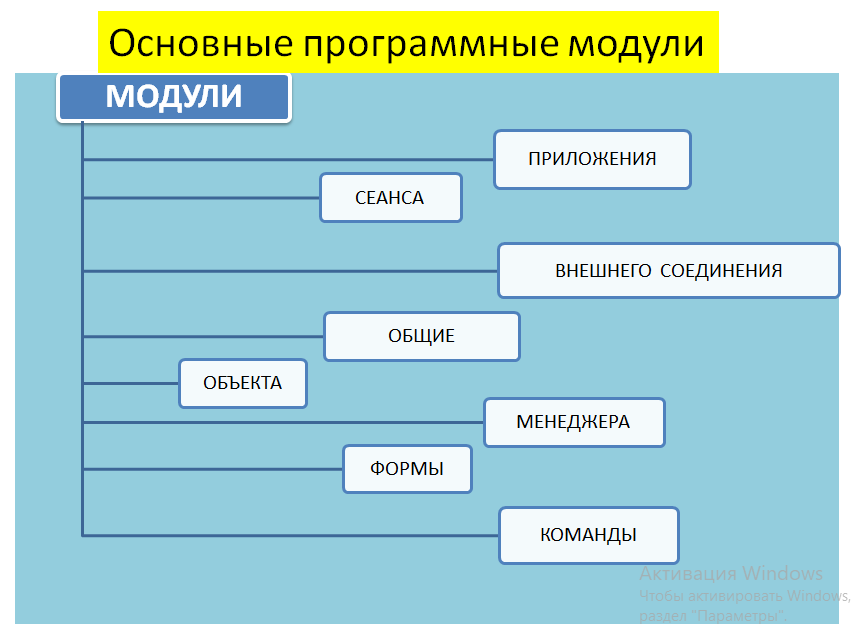 Основные программные модули
МОДУЛИ
ПРИЛОЖЕНИЯ
СЕАНСА
ВНЕШНЕГО СОЕДИНЕНИЯ
ОБЩИЕ
ОБЪЕКТА
МЕНЕДЖЕРА
ФОРМЫ
КОМАНДЫ
Активация Windows
Чтобы активировать Windows,
раздел "Параметры".